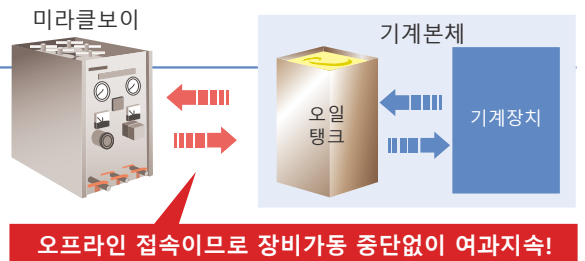 미라클보이
기계본체
오일
탱크
기계장치
오프라인 접속이므로 장비가동 중단없이 여과지속!